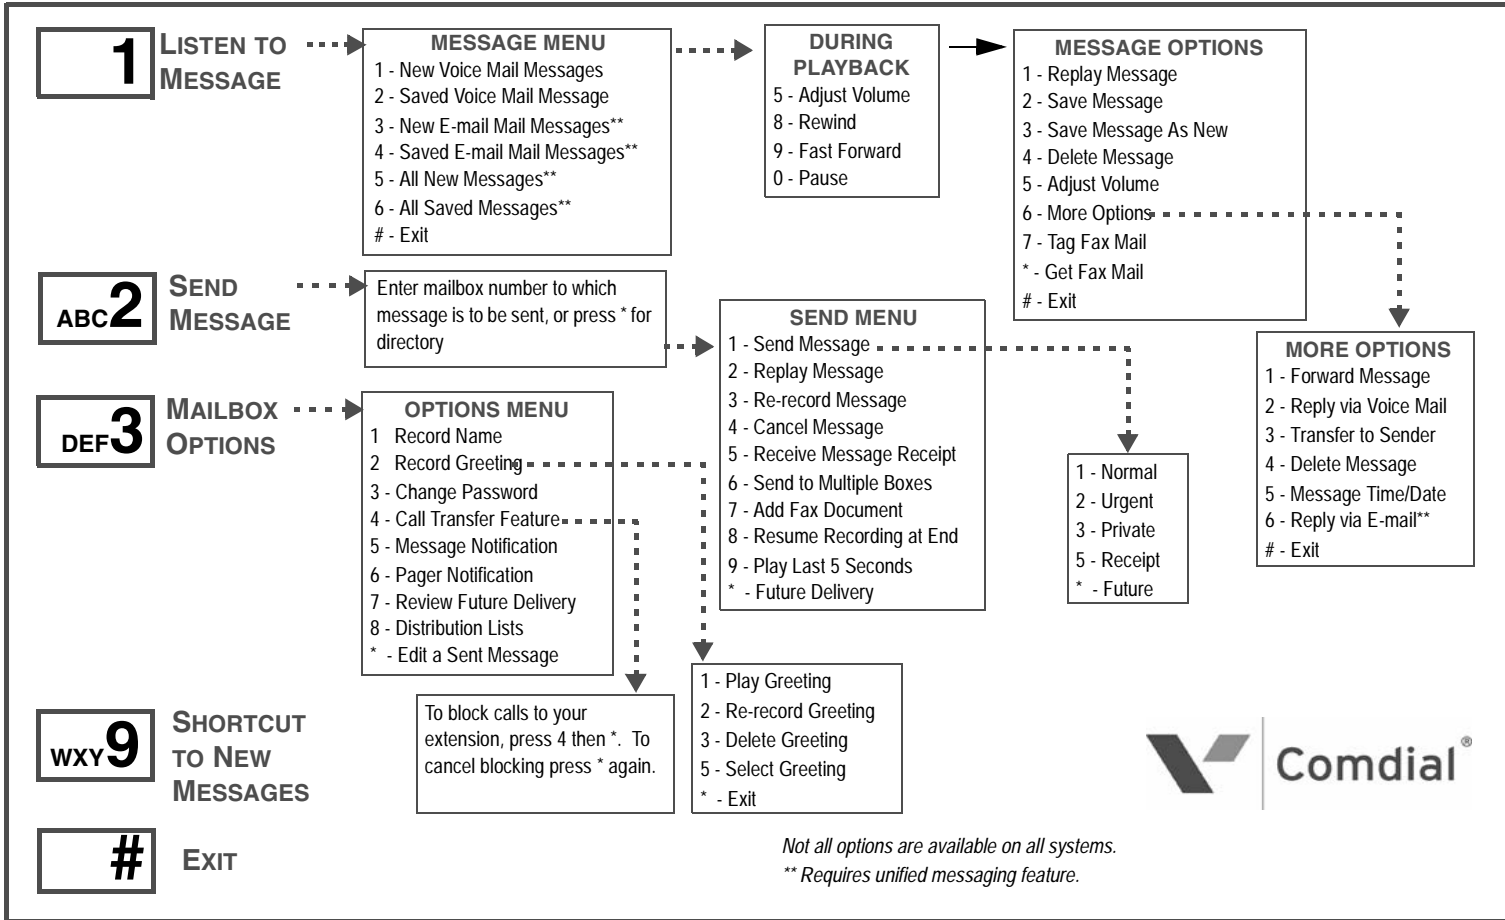 1
LISTEN TO
MESSAGE
MESSAGE MENU
1 - New Voice Mail Messages
2 - Saved Voice Mail Message
3 - New E-mail Mail Messages**
4 - Saved E-mail Mail Messages**
5 - All New Messages**
6 - All Saved Messages**
# - Exit
DURING
PLAYBACK
5 - Adjust Volume
8 - Rewind
9 - Fast Forward
0 - Pause
MESSAGE OPTIONS
1 - Replay Message
2 - Save Message
3 - Save Message As New
4 - Delete Message
5 - Adjust Volume
6 - More Options
7 - Tag Fax Mail
* - Get Fax Mail
# - Exit
MORE OPTIONS
1 - Forward Message
2 - Reply via Voice Mail
3 - Transfer to Sender
4 - Delete Message
5 - Message Time/Date
6 - Reply via E-mail**
# - Exit
ABC2
SEND
MESSAGE
Enter mailbox number to which
message is to be sent, or press * for
directory
SEND MENU
1 - Send Message
2 - Replay Message
3 - Re-record Message
4 - Cancel Message
5 - Receive Message Receipt
6 - Send to Multiple Boxes
7 - Add Fax Document
8 - Resume Recording at End
9 - Play Last 5 Seconds
* - Future Delivery
1 - Normal
2 - Urgent
3 - Private
5 - Receipt
* - Future
DEF3
MAILBOX
OPTIONS
OPTIONS MENU
1 Record Name
2 Record Greeting
3 - Change Password
4 - Call Transfer Feature
5 - Message Notification
6 - Pager Notification
7 - Review Future Delivery
8 - Distribution Lists
* - Edit a Sent Message
To block calls to your
extension, press 4 then *. To
cancel blocking press * again.
1 - Play Greeting
2 - Re-record Greeting
3 - Delete Greeting
5 - Select Greeting
* - Exit
WXY9
SHORTCUT
TO NEW
MESSAGES
#
EXIT
Comdial®
Not all options are available on all systems.
** Requires unified messaging feature.